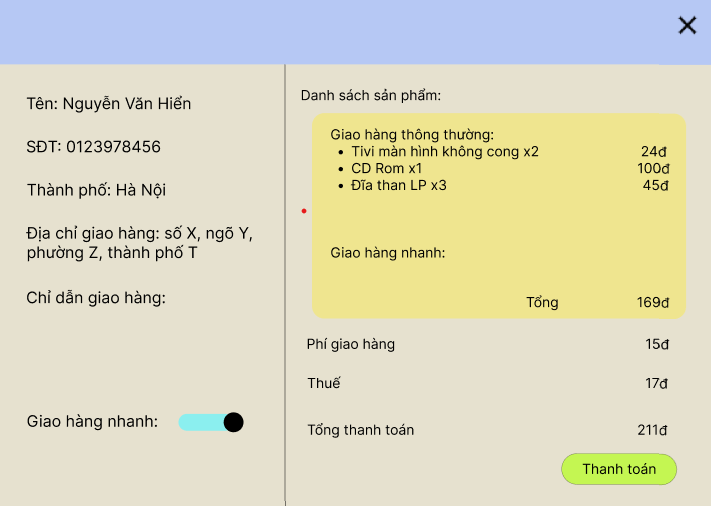 Tên: Nguyễn Văn Hiển
SĐT: 0123978456
Thành phố: Hà Nội
Địa chỉ giao hàng: số X, ngõ Y,
phường Z, thành phố T
Chỉ dẫn giao hàng:
Giao hàng nhanh:
Danh sách sản phẩm:
Giao hàng thông thường:
• Tivi màn hình không cong x2 24đ
• CD Rom x1 100đ
• Đĩa than LP x3 45đ
Giao hàng nhanh:
Tổng 169đ
Phí giao hàng 15đ
Thuế 17đ
Tổng thanh toán 211đ
Thanh toán